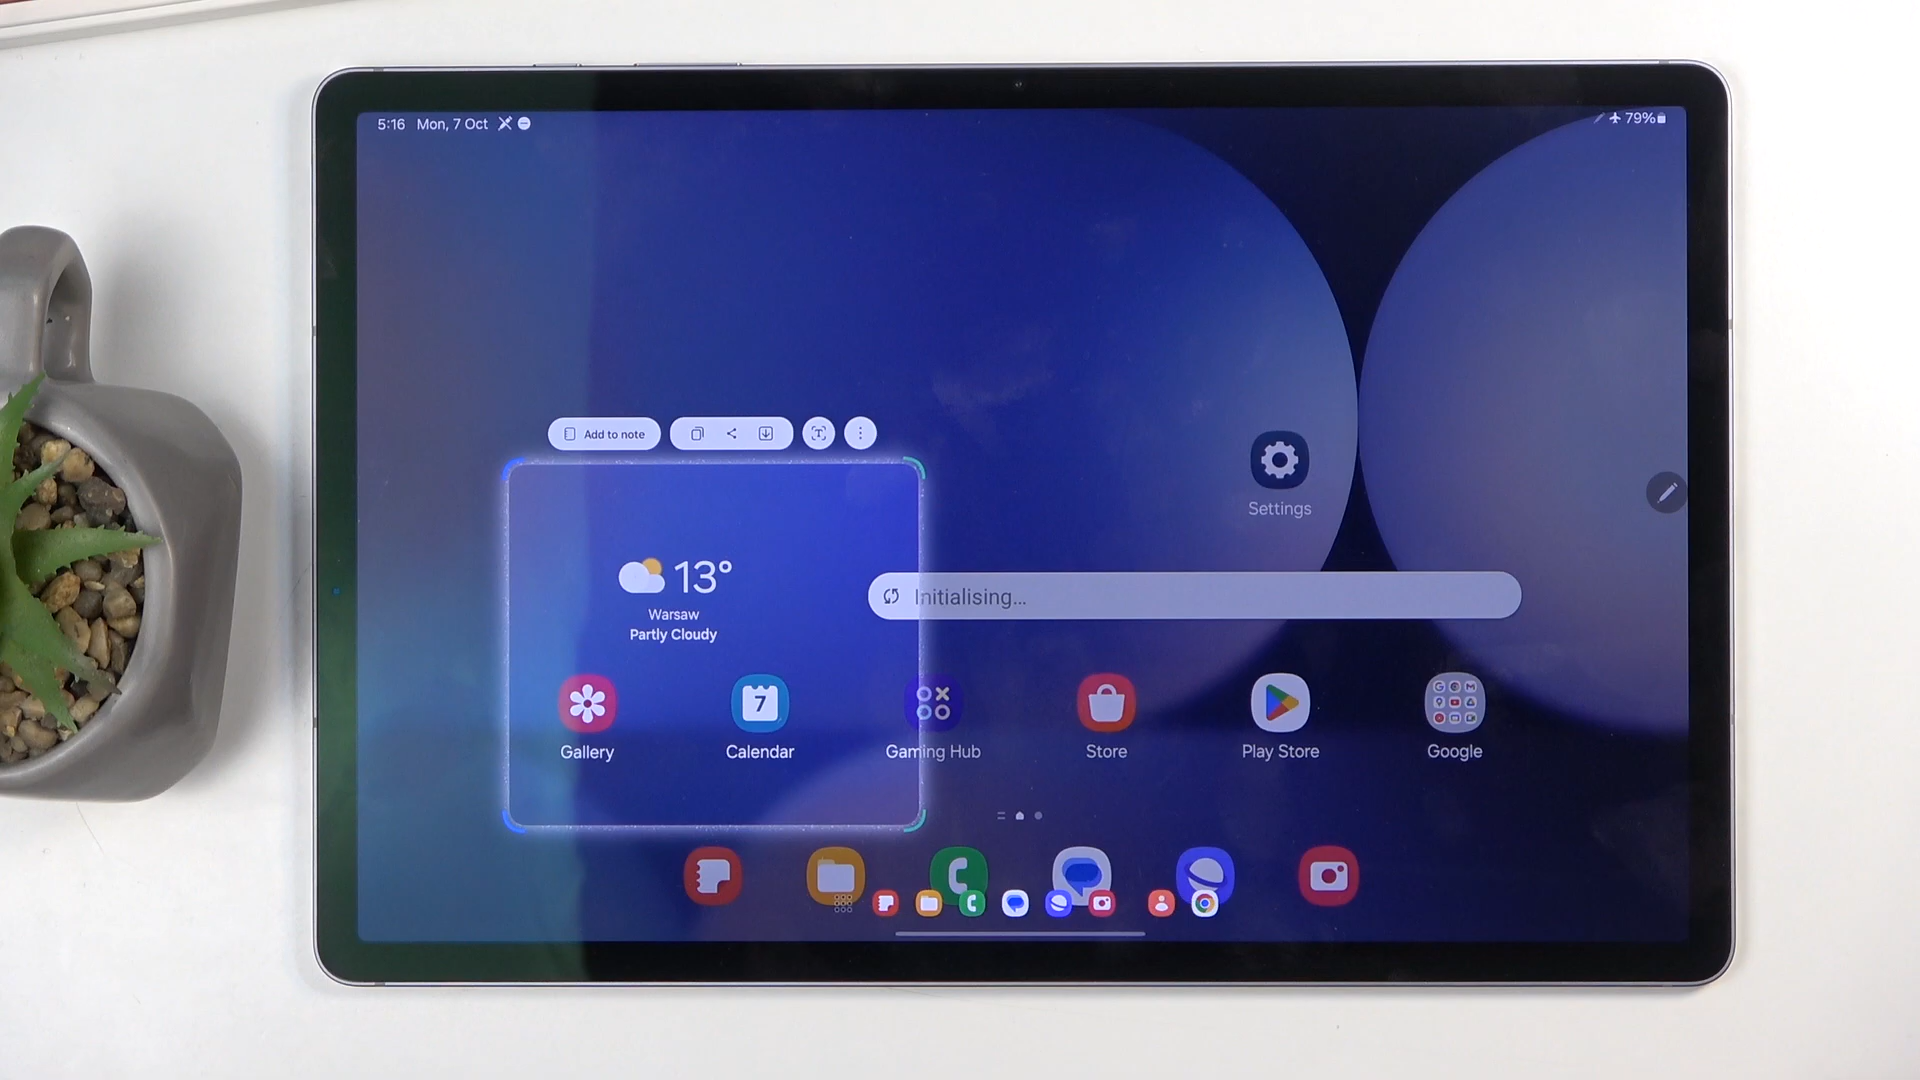 5:16 Mon, 7 Oct
79%
Add to note
Settings
13°
Initialising...
Warsaw
Partly Cloudy
7
Gallery
Calendar
Gaming Hub
Store
Play Store
Google